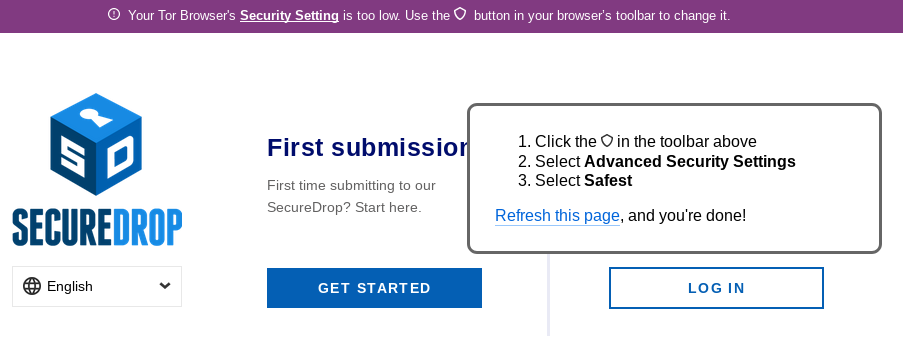 Your Tor Browser's Security Setting is too low. Use the button in your browser's toolbar to change it.
SD
SECUREDROP
English
First submission
First time submitting to our
SecureDrop? Start here.
GET STARTED
1. Click the in the toolbar above
2. Select Advanced Security Settings
3. Select Safest
Refresh this page, and you're done!
LOG IN